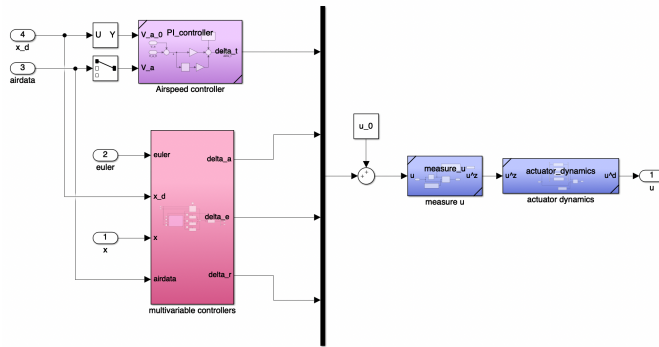 4
x_d
U Y
V_a_0
PI_controller
delta_t
3
airdata
V_a
Airspeed controller
u_0
2
euler
euler
delta_a
measure_u
u
u^z
measure u
actuator_dynamics
u^z
u^d
actuator dynamics
1
u
x_d
delta_e
1
x
x
airdata
delta_r
multivariable controllers